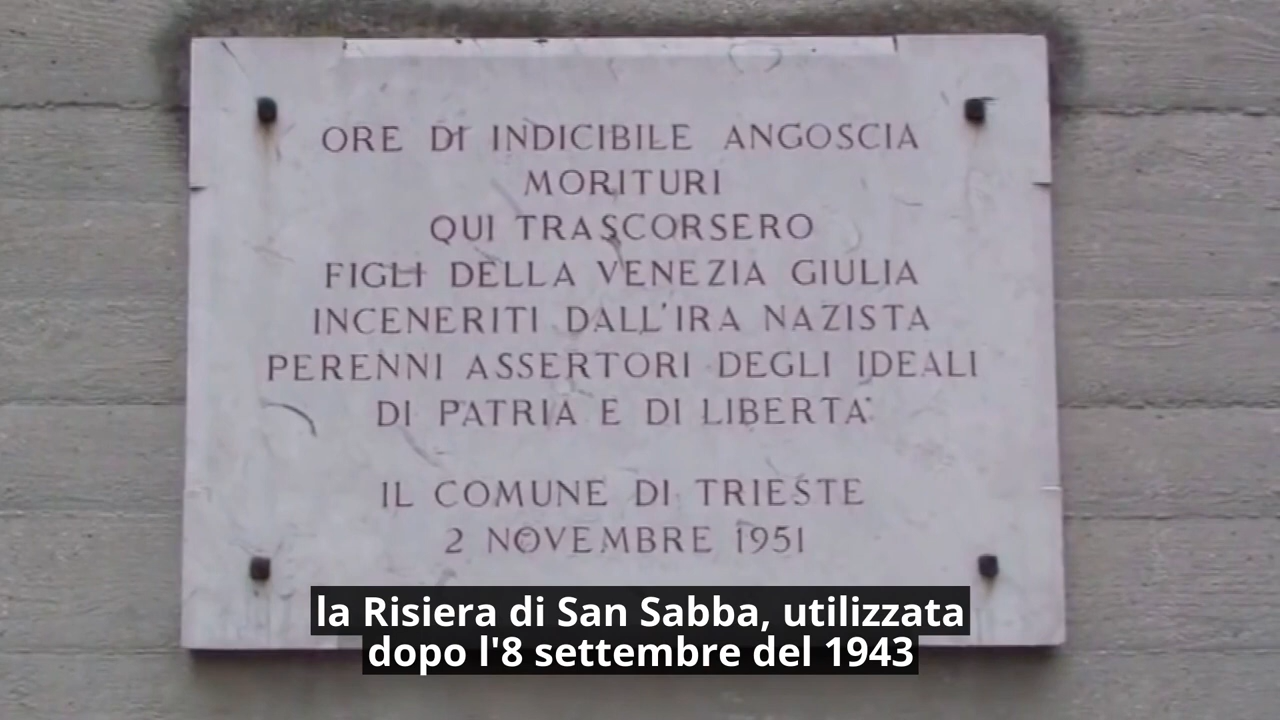 ORE DI INDICIBILE ANGOSCIA
MORITURI
QUI TRASCORSERO
FIGLI DELLA VENEZIA GIULIA
INCENERITI DALL'IRA NAZISTA
PERENNI ASSERTORI DEGLI IDEALI
DI PATRIA E DI LIBERTA'
IL COMUNE DI TRIESTE
2 NOVEMBRE 1951
la Risiera di San Sabba, utilizzata
dopo l'8 settembre del 1943